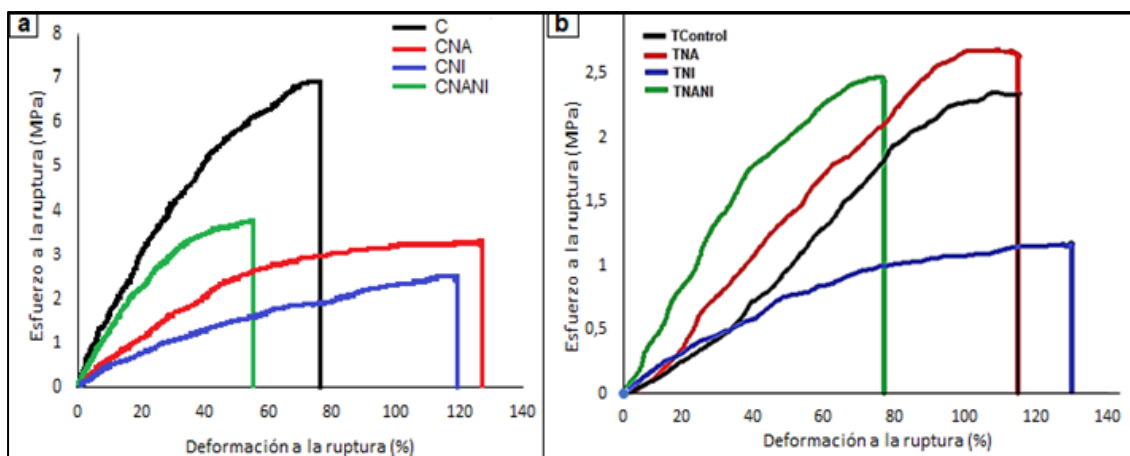 a
C
CNA
CNI
CNANI
Esfuerzo a la ruptura (MPa)
8
7
6
5
4
3
2
1
0
0 20 40 60 80 100 120 140
Deformación a la ruptura (%)
b
TControl
TNA
TNI
TNANI
Esfuerzo a la ruptura (MPa)
2,5
2
1,5
1
0,5
0
0 20 40 60 80 100 120 140
Deformación a la ruptura (%)